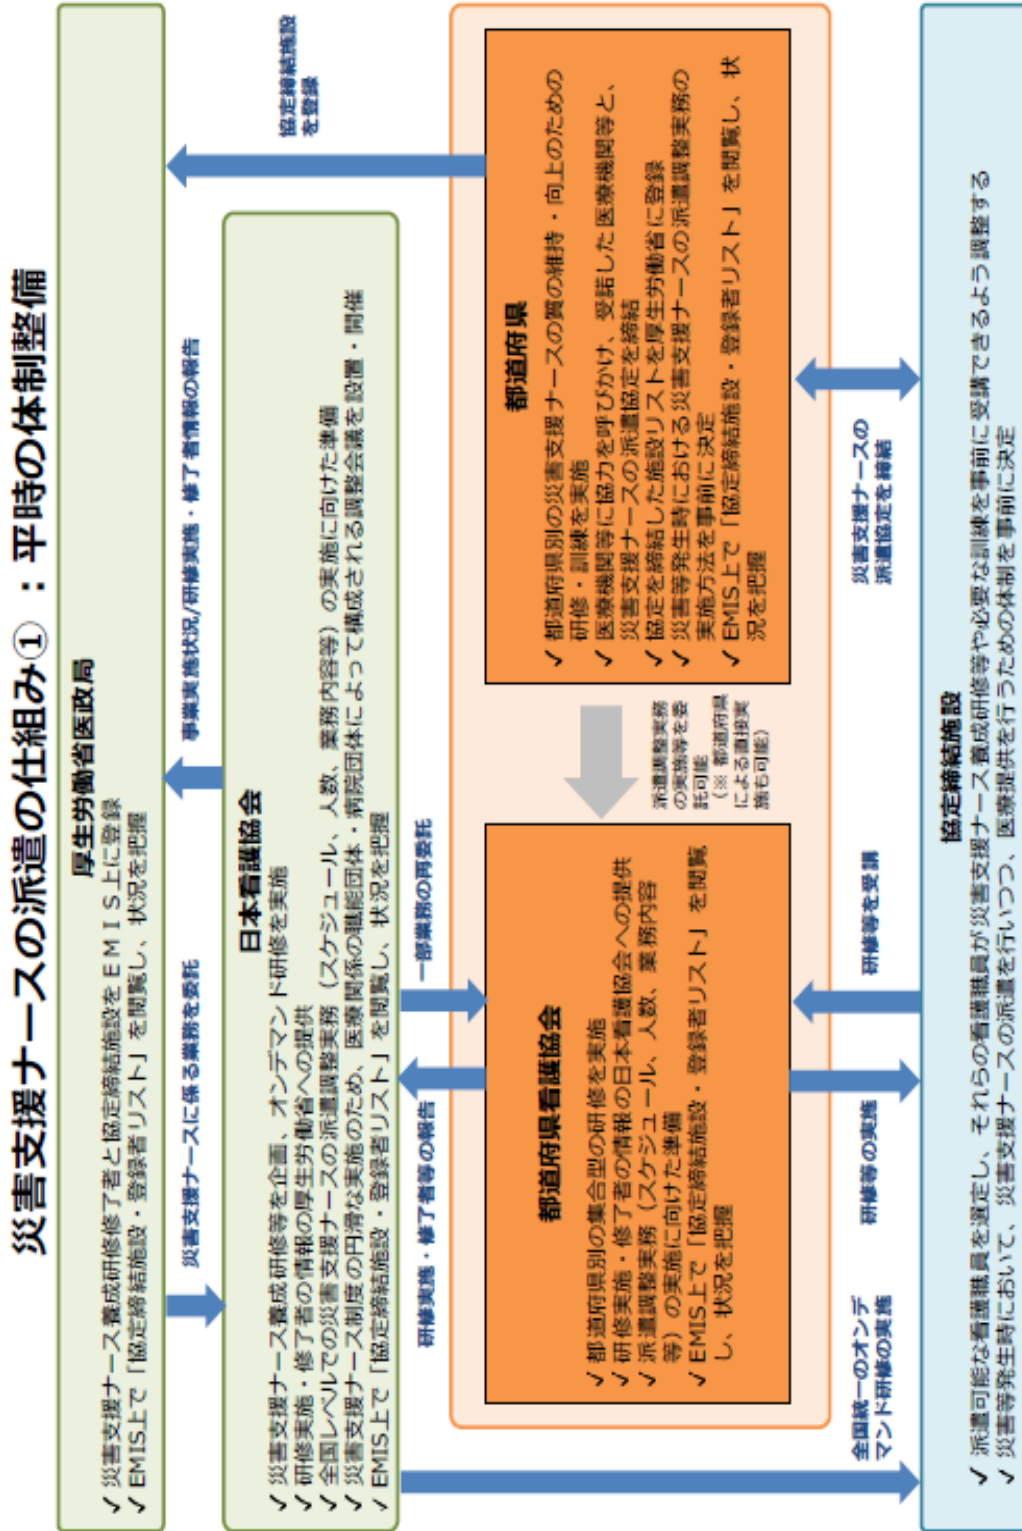 災害支援ナースの派遣の仕組み①：平時の体制整備
厚生労働省医政局
✓ 災害支援ナース養成研修修了者と協定締結施設をＥＭＩＳ上に登録
✓ EMIS上で「協定締結施設・登録者リスト」を閲覧し、状況を把握
災害支援ナースに係る業務を委託
事業実施状況/研修実施・修了者情報の報告
協定締結施設
を登録
日本看護協会
✓ 災害支援ナース養成研修等を企画、オンデマンド研修を実施
✓ 研修実施・修了者の情報の厚生労働省への提供
✓ 全国レベルでの災害支援ナースの派遣調整実務（スケジュール、人数、業務内容等）の実施に向けた準備
✓ 災害支援ナース制度の円滑な実施のため、医療関係の職能団体・病院団体によって構成される調整会議を設置・開催
✓ EMIS上で「協定締結施設・登録者リスト」を閲覧し、状況を把握
研修実施・修了者等の報告
一部業務の再委託
都道府県看護協会
✓ 都道府県別の集合型の研修を実施
✓ 研修実施・修了者の情報の日本看護協会への提供
✓ 派遣調整実務（スケジュール、人数、業務内容
等）の実施に向けた準備
✓ EMIS上で「協定締結施設・登録者リスト」を閲覧
し、状況を把握
派遣調整実務
の実施等を委
託可能
（※ 都道府県
による直接実
施も可能）
都道府県
✓ 都道府県別の災害支援ナースの質の維持・向上のための
研修・訓練を実施
✓ 医療機関等に協力を呼びかけ、受諾した医療機関等と、
災害支援ナースの派遣協定を締結
✓ 協定を締結した施設リストを厚生労働省に登録
✓ 災害等発生時における災害支援ナースの派遣調整実務の
実施方法を事前に決定
✓ EMIS上で「協定締結施設・登録者リスト」を閲覧し、状
況を把握
全国統一のオンデ
マンド研修の実施
研修等の実施
研修等を受講
災害支援ナースの
派遣協定を締結
協定締結施設
✓ 派遣可能な看護職員を選定し、それらの看護職員が災害支援ナース養成研修等や必要な訓練を事前に受講できるよう調整する
✓ 災害等発生時において、災害支援ナースの派遣を行いつつ、医療提供を行うための体制を事前に決定